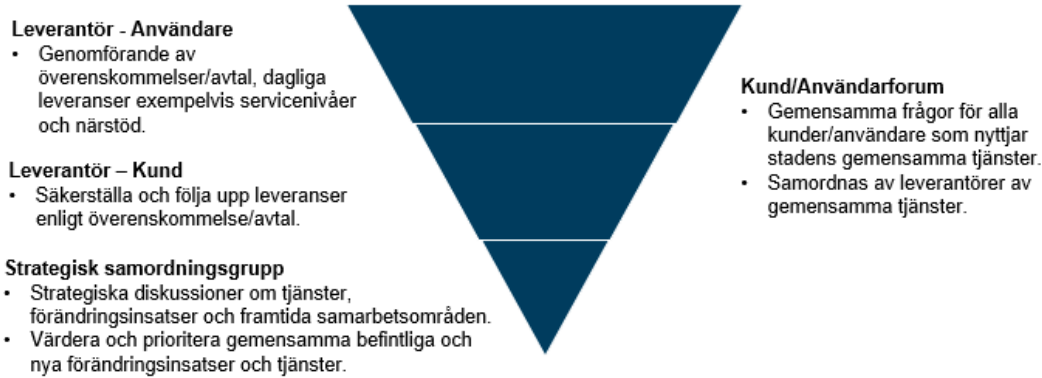 Leverantör - Användare
• Genomförande av
överenskommelser/avtal, dagliga
leveranser exempelvis servicenivåer
och närstöd.
Leverantör – Kund
• Säkerställa och följa upp leveranser
enligt överenskommelse/avtal.
Strategisk samordningsgrupp
• Strategiska diskussioner om tjänster,
förändringsinsatser och framtida samarbetsområden.
• Värdera och prioritera gemensamma befintliga och
nya förändringsinsatser och tjänster.
Kund/Användarforum
• Gemensamma frågor för alla
kunder/användare som nyttjar
stadens gemensamma tjänster.
• Samordnas av leverantörer av
gemensamma tjänster.